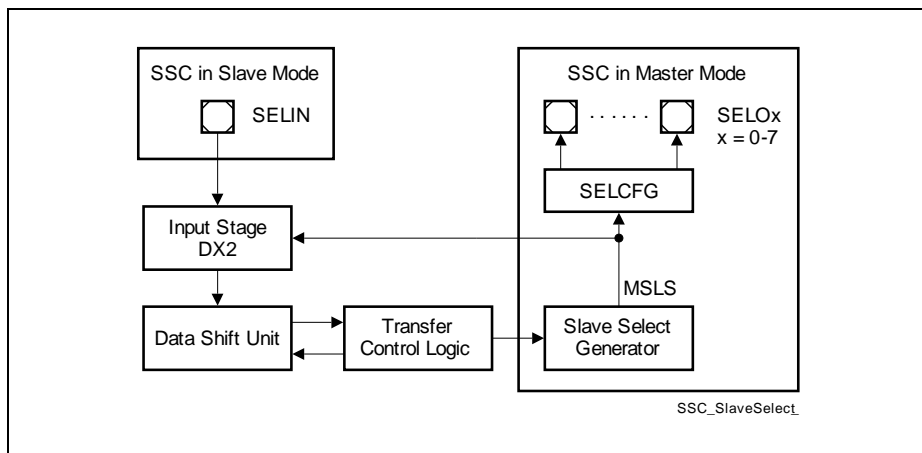 SSC in Slave Mode
SELIN
SSC in Master Mode
. . . . . .
SELOx
x = 0-7
SELCFG
Input Stage
DX2
MSLS
Data Shift Unit
Transfer
Control Logic
Slave Select
Generator
SSC_SlaveSelect_